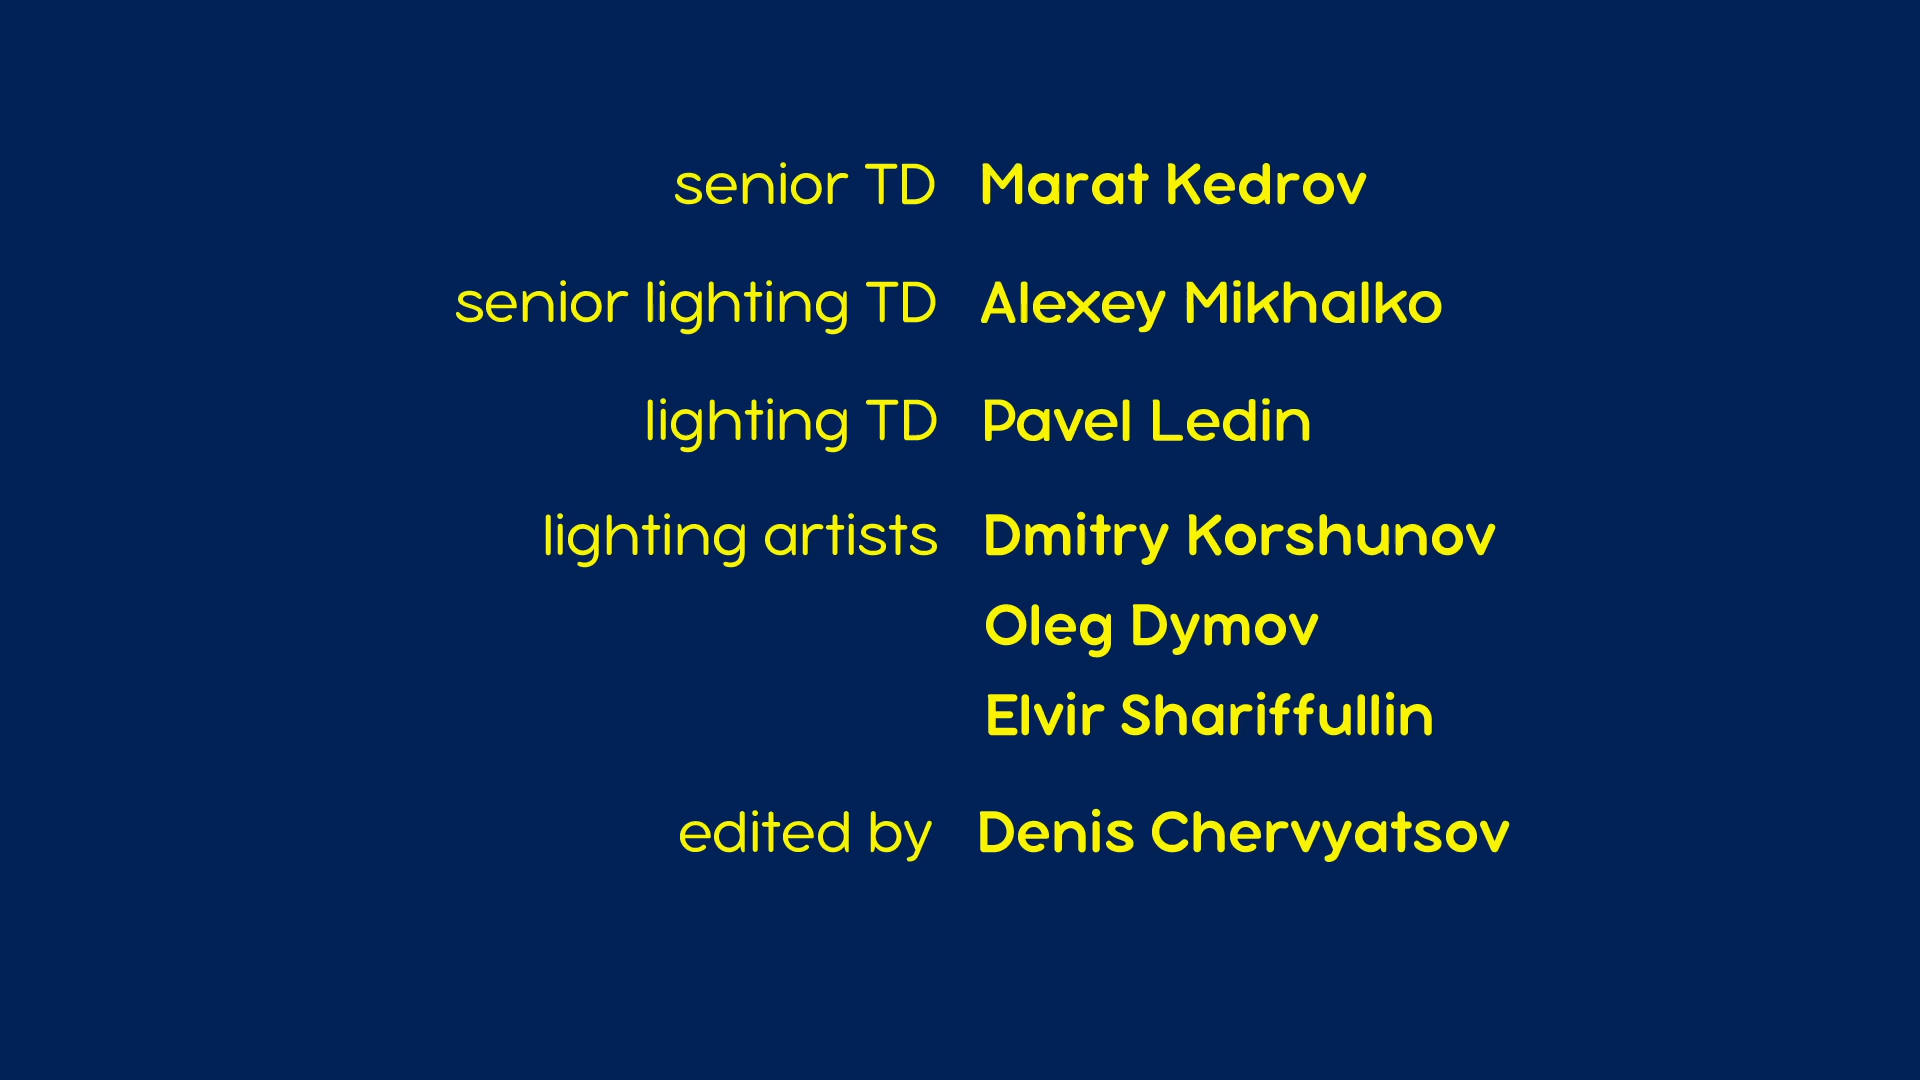 senior TD Marat Kedrov
senior lighting TD Alexey Mikhalko
lighting TD Pavel Ledin
lighting artists Dmitry Korshunov
Oleg Dymov
Elvir Shariffullin
edited by Denis Chervyatsov